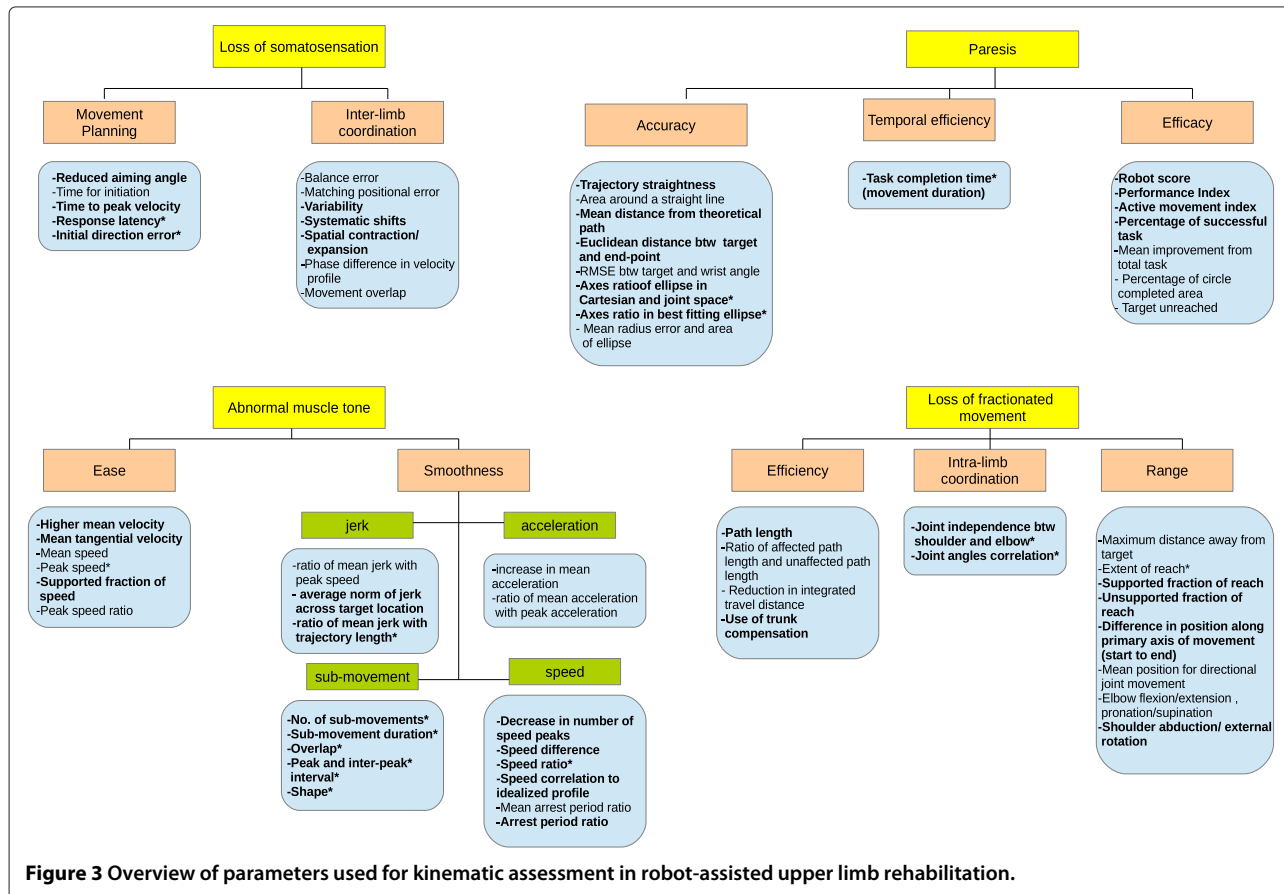 Loss of somatosensation
Movement
Planning
-Reduced aiming angle
-Time for initiation
-Time to peak velocity
-Response latency*
-Initial direction error*
Inter-limb
coordination
-Balance error
-Matching positional error
-Variability
-Systematic shifts
-Spatial contraction/
expansion
-Phase difference in velocity
profile
-Movement overlap
Paresis
Accuracy
-Trajectory straightness
-Area around a straight line
-Mean distance from theoretical
path
-Euclidean distance btw target
and end-point
-RMSE btw target and wrist angle
-Axes ratioof ellipse in
Cartesian and joint space*
-Axes ratio in best fitting ellipse*
- Mean radius error and area
of ellipse
Temporal efficiency
-Task completion time*
(movement duration)
Efficacy
-Robot score
-Performance Index
-Active movement index
-Percentage of successful
task
-Mean improvement from
total task
- Percentage of circle
completed area
- Target unreached
Abnormal muscle tone
Ease
-Higher mean velocity
-Mean tangential velocity
-Mean speed
-Peak speed*
-Supported fraction of
speed
-Peak speed ratio
Smoothness
jerk
-ratio of mean jerk with
peak speed
- average norm of jerk
across target location
-ratio of mean jerk with
trajectory length*
acceleration
-increase in mean
acceleration
-ratio of mean acceleration
with peak acceleration
sub-movement
-No. of sub-movements*
-Sub-movement duration*
-Overlap*
-Peak and inter-peak*
interval*
-Shape*
speed
-Decrease in number of
speed peaks
-Speed difference
-Speed ratio*
-Speed correlation to
idealized profile
-Mean arrest period ratio
-Arrest period ratio
Loss of fractionated
movement
Efficiency
-Path length
-Ratio of affected path
length and unaffected path
length
- Reduction in integrated
travel distance
-Use of trunk
compensation
Intra-limb
coordination
-Joint independence btw
shoulder and elbow*
-Joint angles correlation*
Range
-Maximum distance away from
target
-Extent of reach*
-Supported fraction of reach
-Unsupported fraction of
reach
-Difference in position along
primary axis of movement
(start to end)
-Mean position for directional
joint movement
-Elbow flexion/extension ,
pronation/supination
-Shoulder abduction/ external
rotation
Figure 3 Overview of parameters used for kinematic assessment in robot-assisted upper limb rehabilitation.